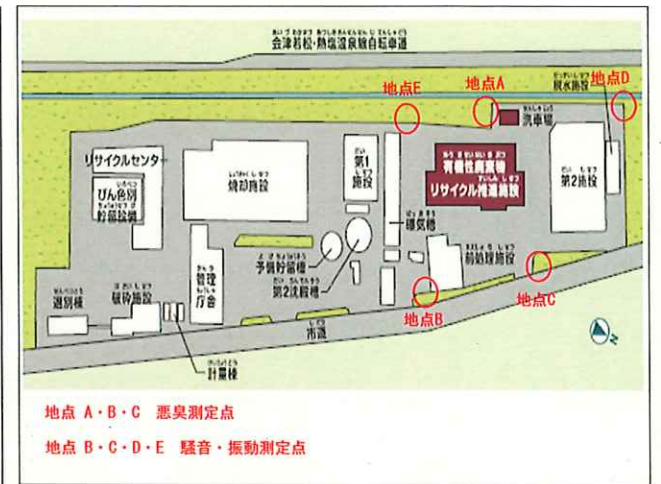 会津若松・熱塩温泉線自転車道
地点E
地点A
地点D
脱水施設
洗車場
リサイクルセンター
びん色別
貯留設備
焼却施設
第1
施設
有機性廃棄物
リサイクル推進施設
第2施設
曝気槽
予備貯留槽
第2沈殿槽
前処理施設
管理
庁舎
選別棟
破砕施設
計量棟
地点B
地点C
市道
N
地点 A・B・C 悪臭測定点
地点 B・C・D・E 騒音・振動測定点